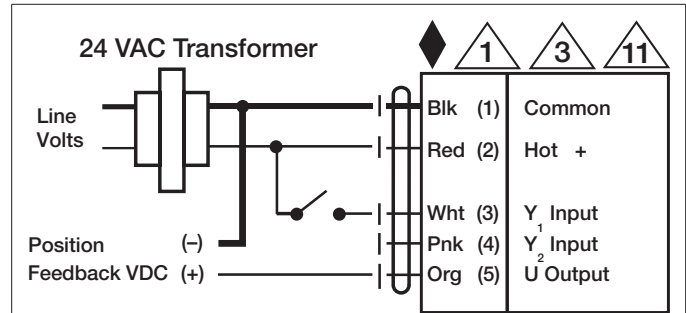 24 VAC Transformer
1 3 11
Line
Volts
Blk (1) Common
Red (2) Hot +
Wht (3) Y1 Input
Pnk (4) Y2 Input
Org (5) U Output
Position (–)
Feedback VDC (+)